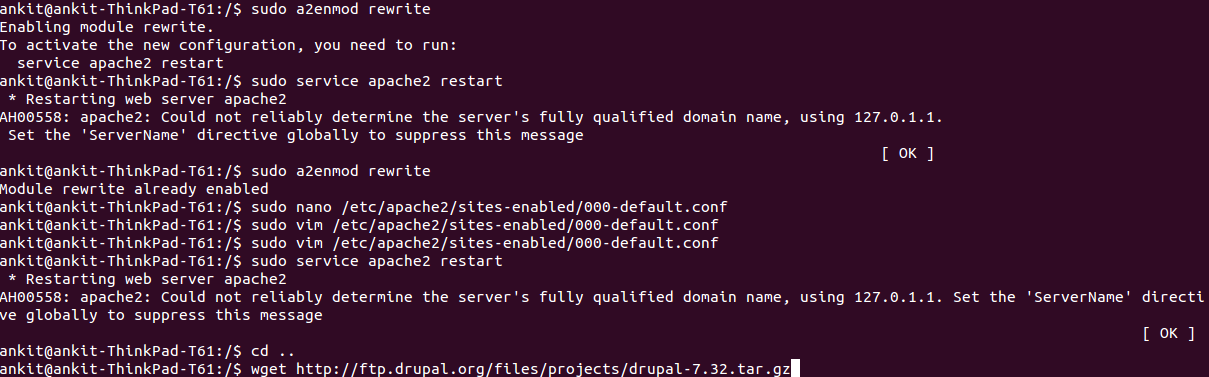 ankit@ankit-ThinkPad-T61:/$ sudo a2enmod rewrite
Enabling module rewrite.
To activate the new configuration, you need to run:
  service apache2 restart
ankit@ankit-ThinkPad-T61:/$ sudo service apache2 restart
 * Restarting web server apache2
AH00558: apache2: Could not reliably determine the server's fully qualified domain name, using 127.0.1.1.
 Set the 'ServerName' directive globally to suppress this message
[ OK ]
ankit@ankit-ThinkPad-T61:/$ sudo a2enmod rewrite
Module rewrite already enabled
ankit@ankit-ThinkPad-T61:/$ sudo nano /etc/apache2/sites-enabled/000-default.conf
ankit@ankit-ThinkPad-T61:/$ sudo vim /etc/apache2/sites-enabled/000-default.conf
ankit@ankit-ThinkPad-T61:/$ sudo vim /etc/apache2/sites-enabled/000-default.conf
ankit@ankit-ThinkPad-T61:/$ sudo service apache2 restart
 * Restarting web server apache2
AH00558: apache2: Could not reliably determine the server's fully qualified domain name, using 127.0.1.1. Set the 'ServerName' directi
ve globally to suppress this message
[ OK ]
ankit@ankit-ThinkPad-T61:/$ cd ..
ankit@ankit-ThinkPad-T61:/$ wget http://ftp.drupal.org/files/projects/drupal-7.32.tar.gz